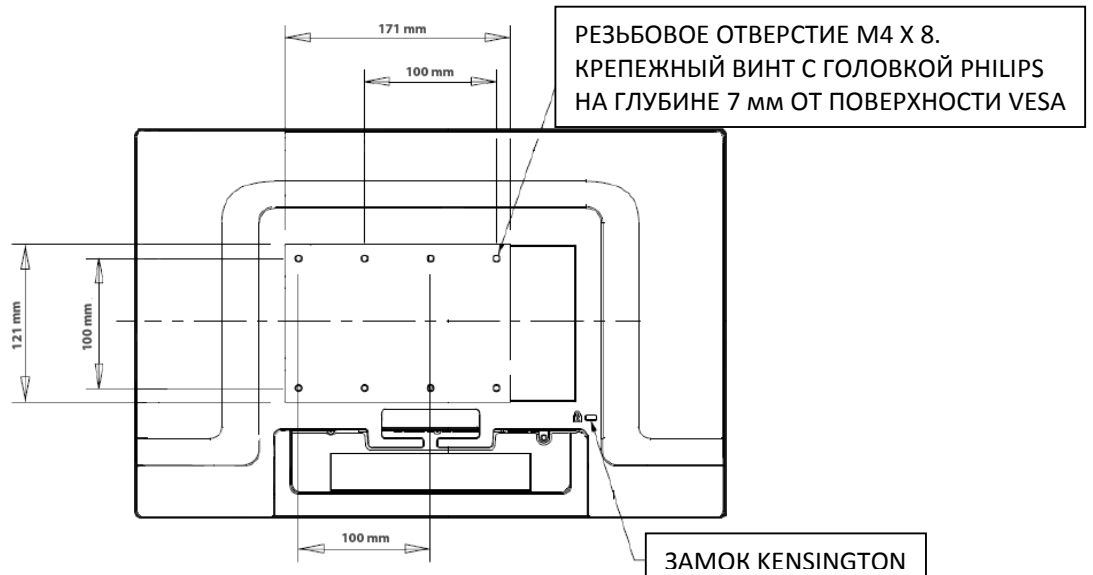 171 mm
РЕЗЬБОВОЕ ОТВЕРСТИЕ M4 X 8.
КРЕПЕЖНЫЙ ВИНТ С ГОЛОВКОЙ PHILIPS
НА ГЛУБИНЕ 7 мм ОТ ПОВЕРХНОСТИ VESA
100 mm
121 mm
100 mm
100 mm
ЗАМОК KENSINGTON